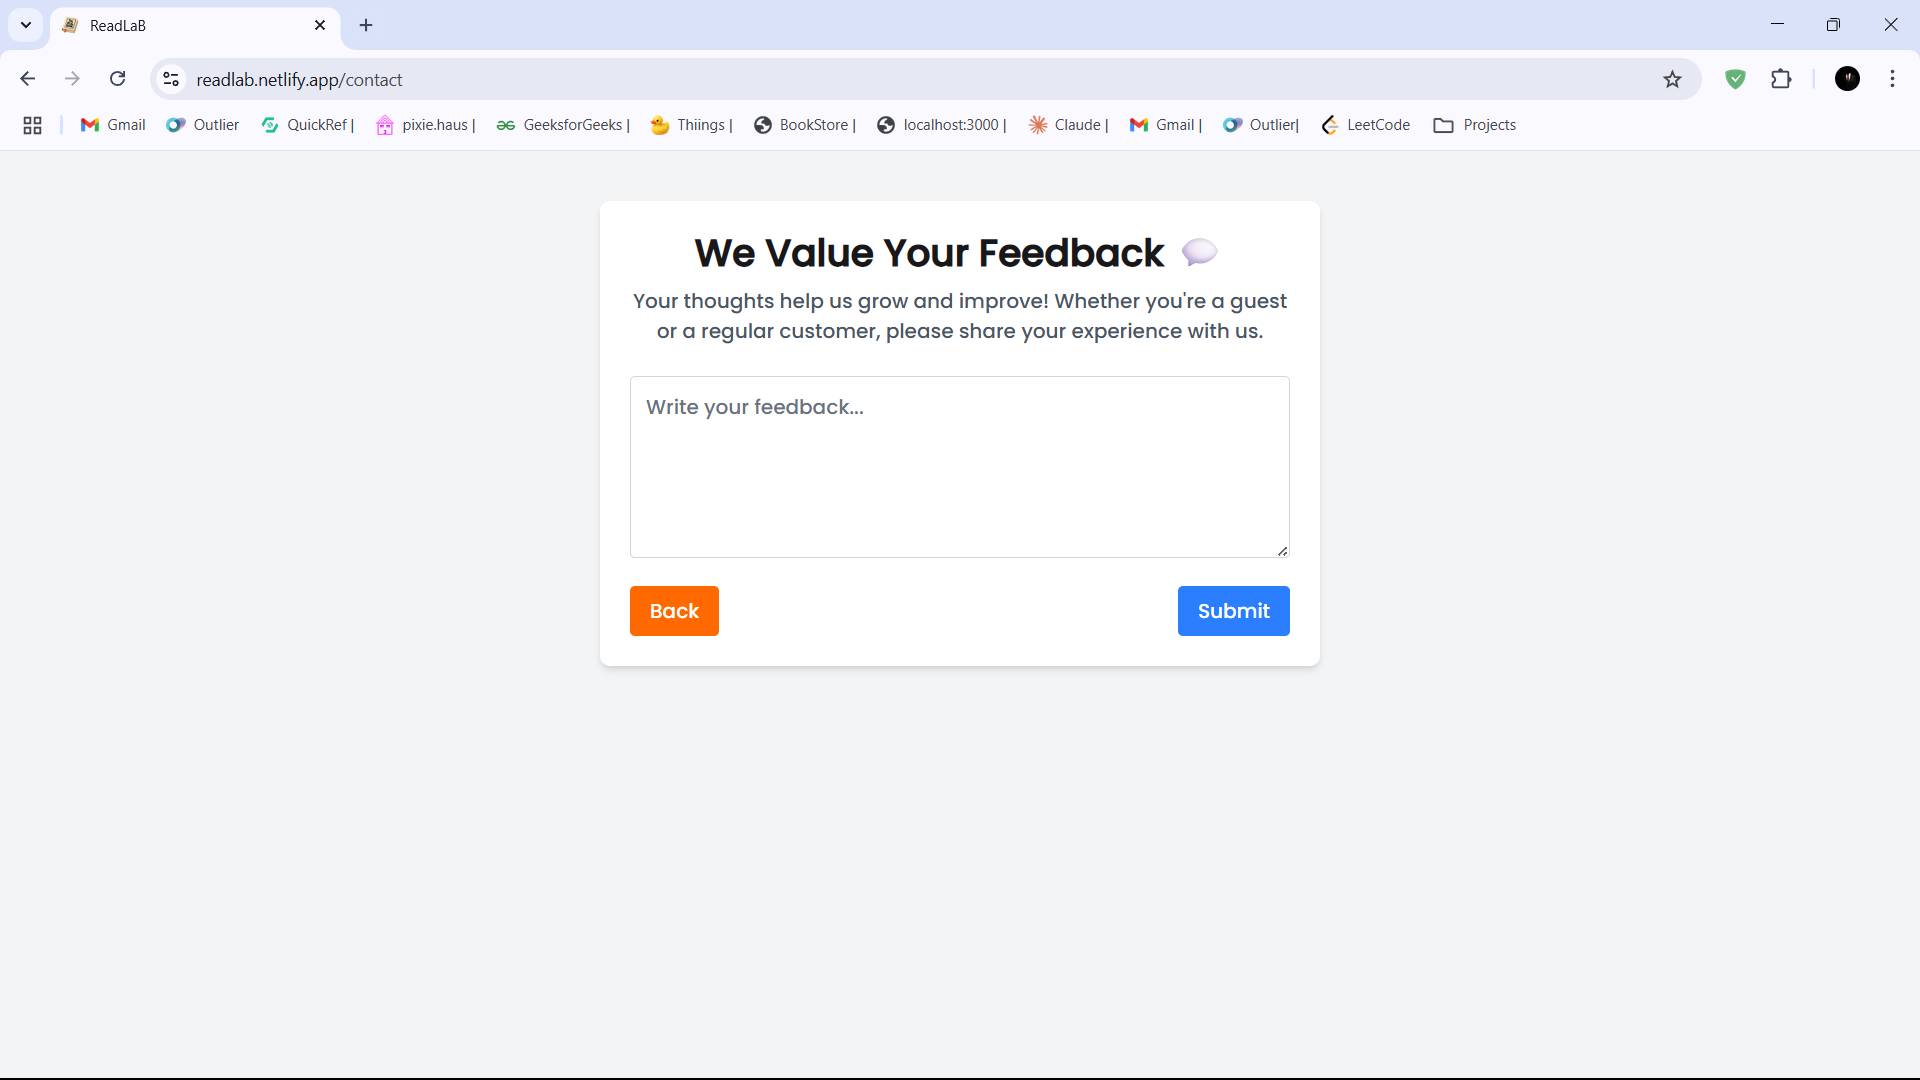 ReadLaB
readlab.netlify.app/contact
Gmail Outlier QuickRef | pixie.haus | GeeksforGeeks | Thiings | BookStore | localhost:3000 | Claude | Gmail | Outlier| LeetCode Projects
We Value Your Feedback
Your thoughts help us grow and improve! Whether you're a guest
or a regular customer, please share your experience with us.
Write your feedback...
Back Submit